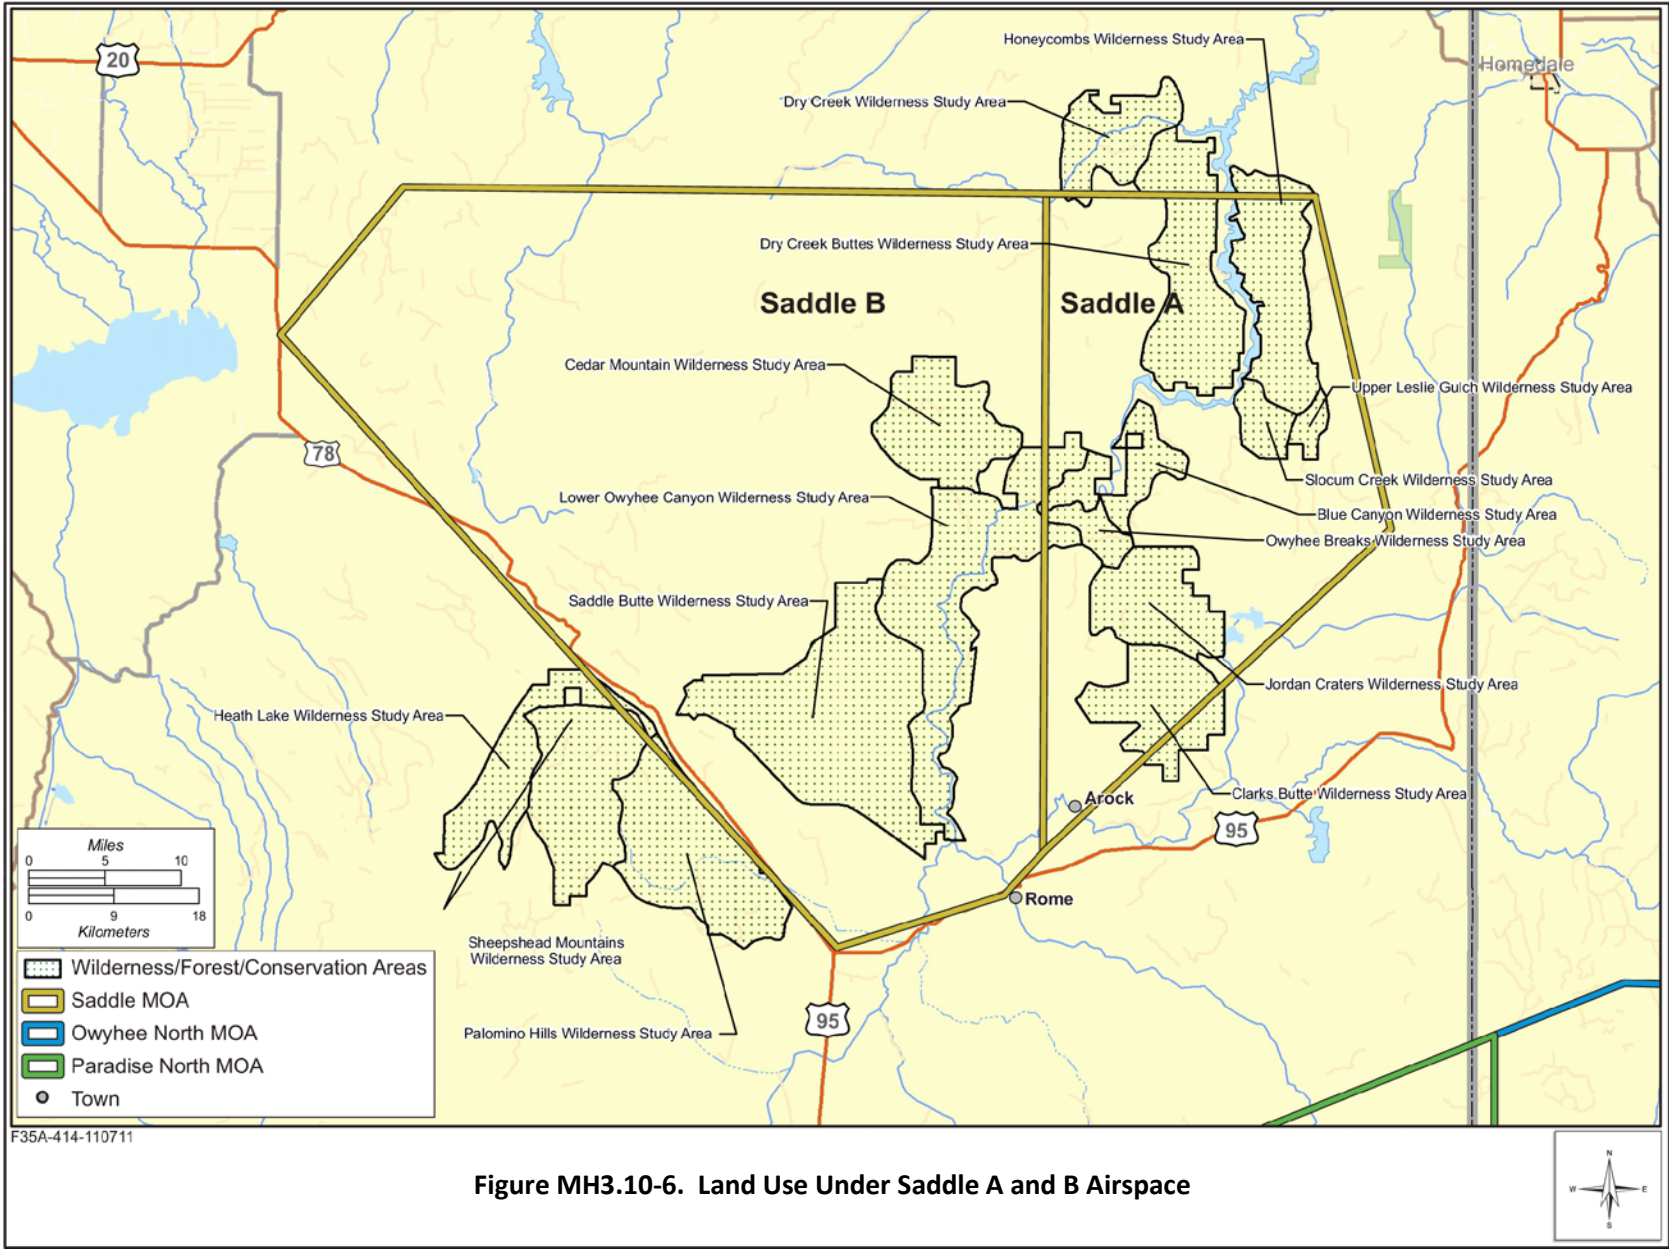 Honeycombs Wilderness Study Area
20
Homedale
Dry Creek Wilderness Study Area
Dry Creek Buttes Wilderness Study Area
Saddle B
Saddle A
Cedar Mountain Wilderness Study Area
Upper Leslie Gulch Wilderness Study Area
78
Slocum Creek Wilderness Study Area
Lower Owyhee Canyon Wilderness Study Area
Blue Canyon Wilderness Study Area
Owyhee Breaks Wilderness Study Area
Saddle Butte Wilderness Study Area
Jordan Craters Wilderness Study Area
Heath Lake Wilderness Study Area
Clarks Butte Wilderness Study Area
Arock
95
Rome
Miles
0 5 10
0 9 18
Kilometers
Sheepshead Mountains
Wilderness Study Area
Palomino Hills Wilderness Study Area
95
Wilderness/Forest/Conservation Areas
Saddle MOA
Owyhee North MOA
Paradise North MOA
Town
F35A-414-110711
Figure MH3.10-6. Land Use Under Saddle A and B Airspace
N
W E
S